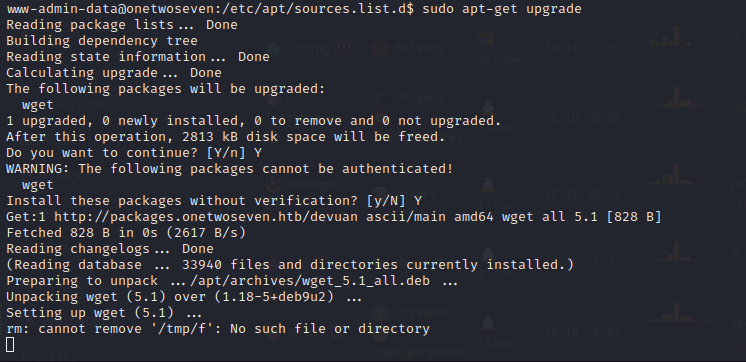 www-admin-data@onetwoseven:/etc/apt/sources.list.d$ sudo apt-get upgrade
Reading package lists... Done
Building dependency tree
Reading state information... Done
Calculating upgrade... Done
The following packages will be upgraded:
  wget
1 upgraded, 0 newly installed, 0 to remove and 0 not upgraded.
After this operation, 2813 kB disk space will be freed.
Do you want to continue? [Y/n] Y
WARNING: The following packages cannot be authenticated!
  wget
Install these packages without verification? [y/N] Y
Get:1 http://packages.onetwoseven.htb/devuan ascii/main amd64 wget all 5.1 [828 B]
Fetched 828 B in 0s (2617 B/s)
Reading changelogs... Done
(Reading database ... 33940 files and directories currently installed.)
Preparing to unpack .../apt/archives/wget_5.1_all.deb ...
Unpacking wget (5.1) over (1.18-5+deb9u2) ...
Setting up wget (5.1) ...
rm: cannot remove '/tmp/f': No such file or directory